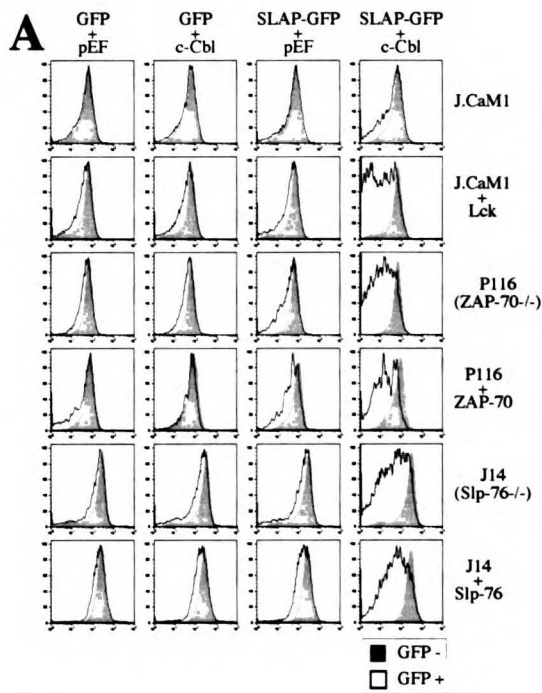 A
GFP
+
pEF
GFP
+
c-Cbl
SLAP-GFP
+
pEF
SLAP-GFP
+
c-Cbl
J.CaM1
J.CaM1
+
Lck
P116
(ZAP-70-/-)
P116
+
ZAP-70
J14
(Slp-76-/-)
J14
+
Slp-76
GFP -
GFP +